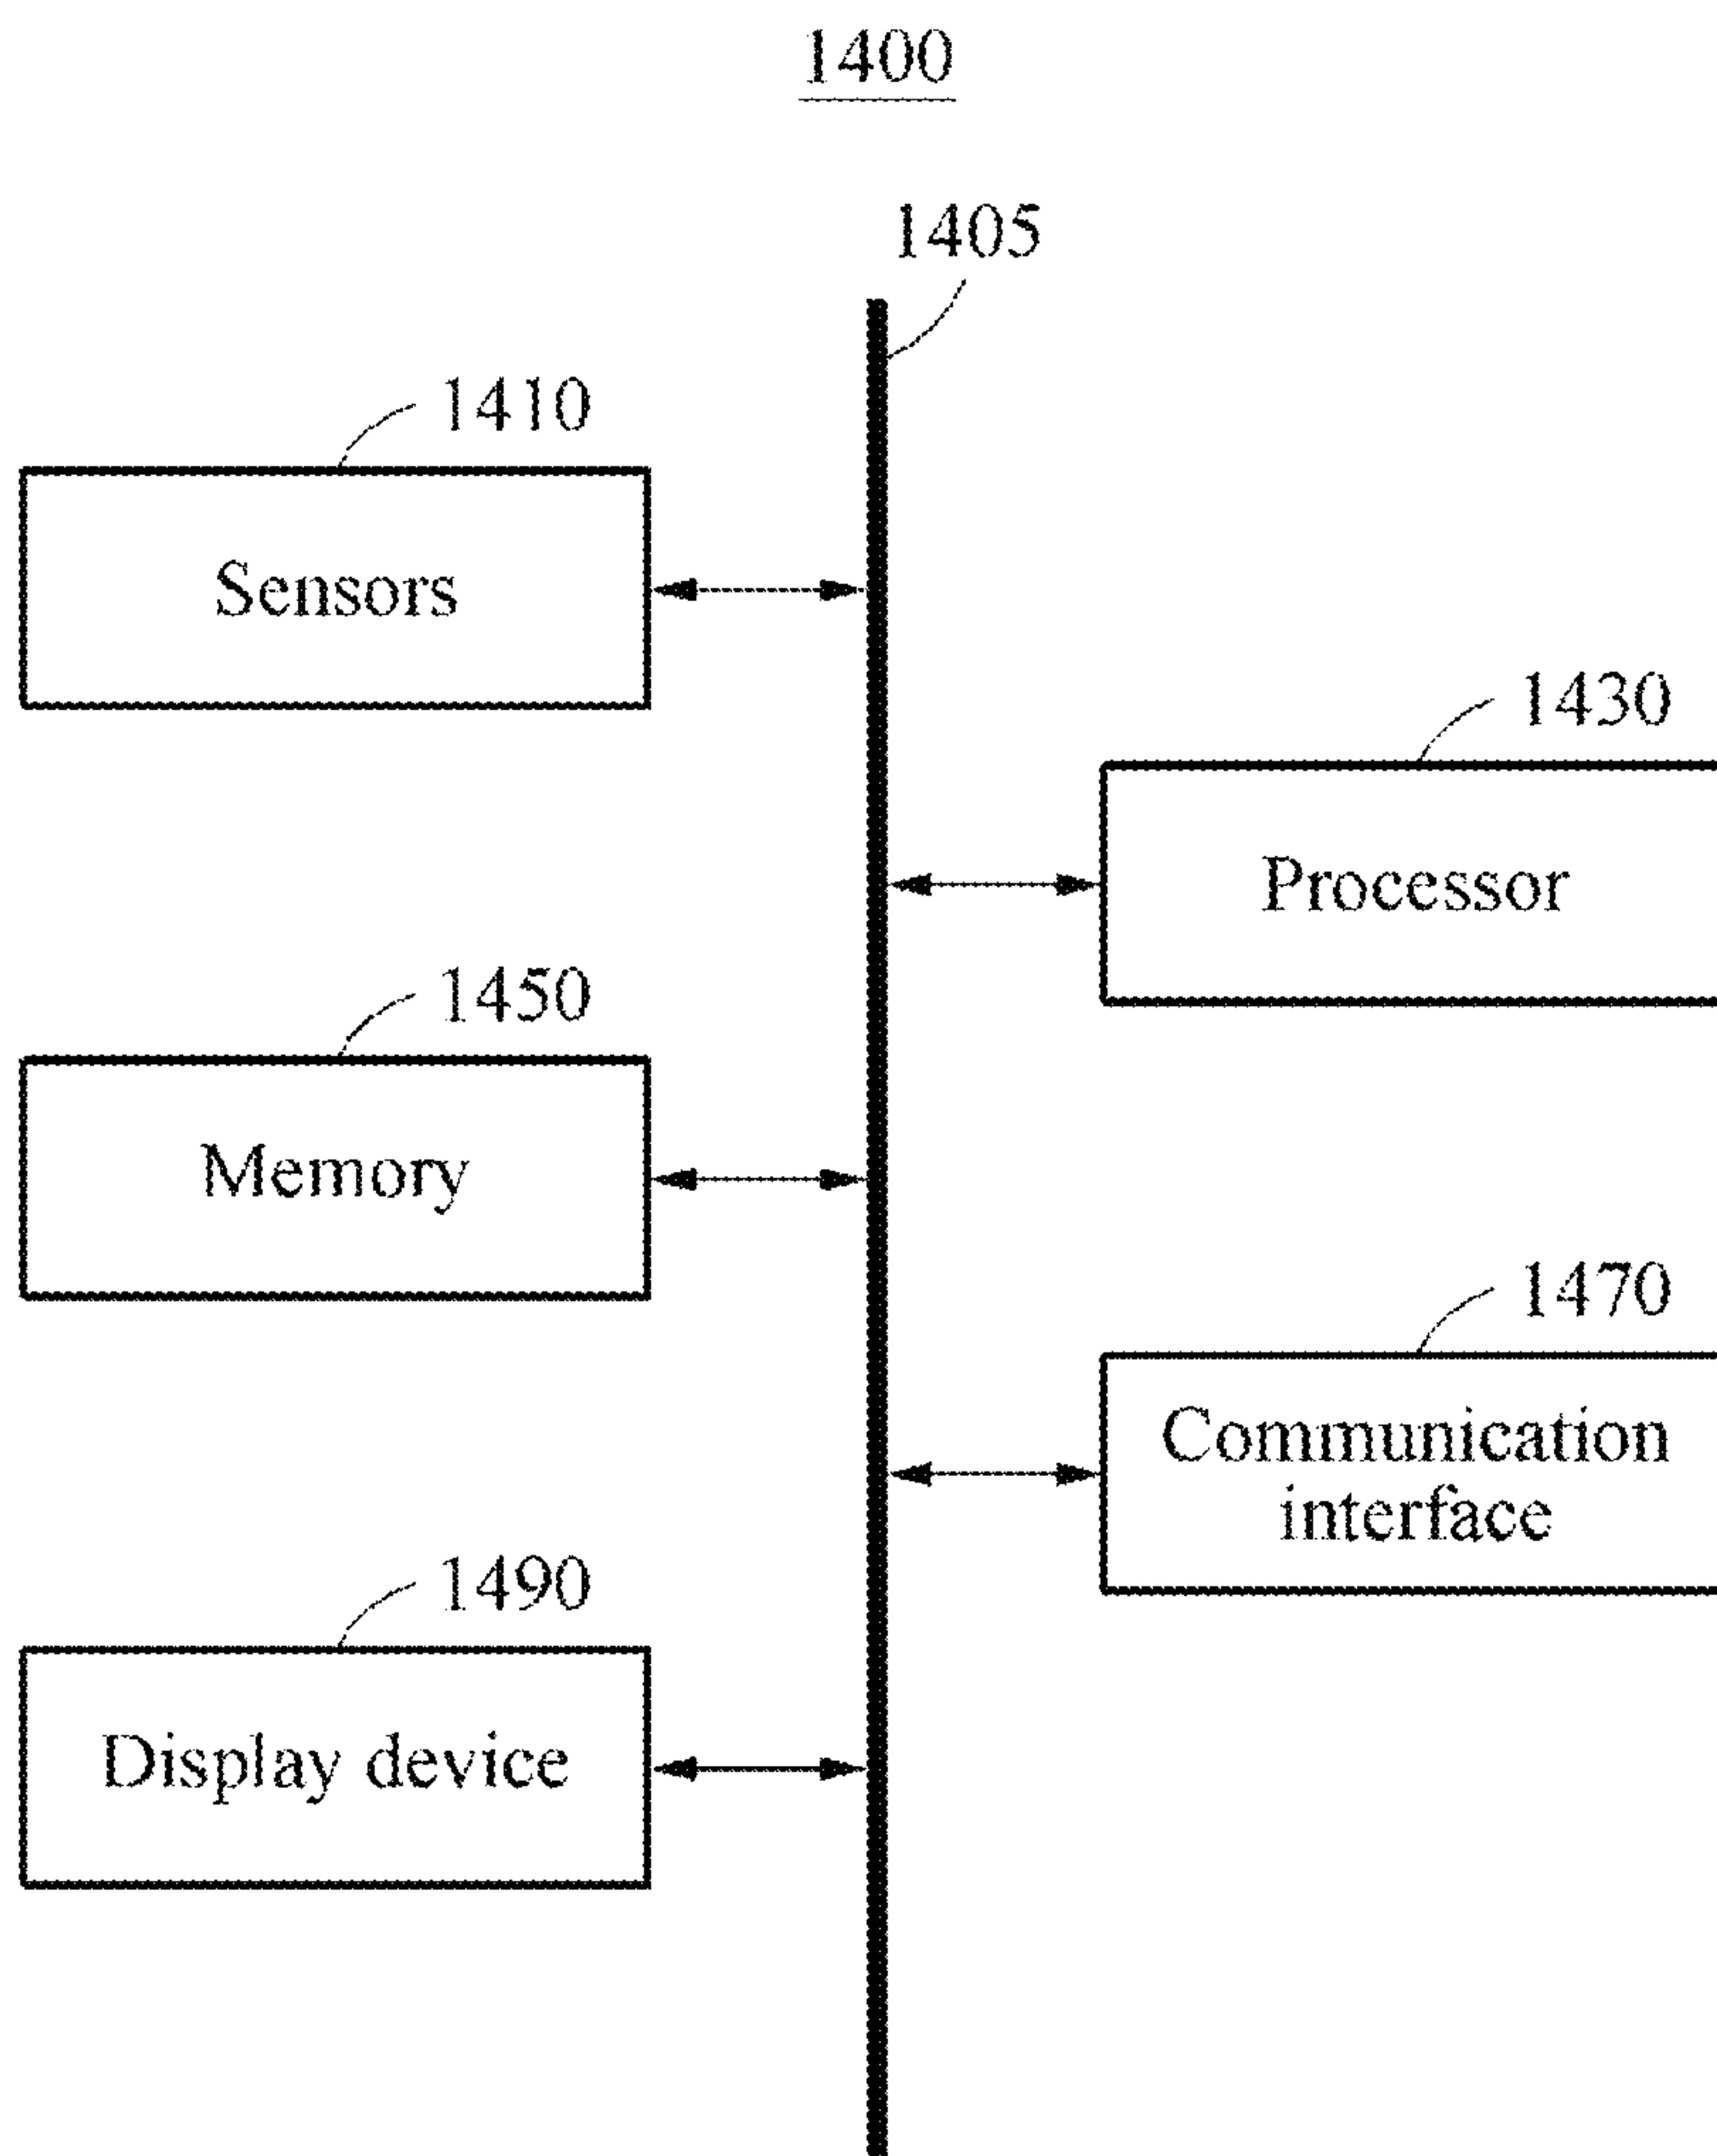 1400
1405
1410
Sensors
1430
Processor
1450
Memory
1470
Communication
interface
1490
Display device